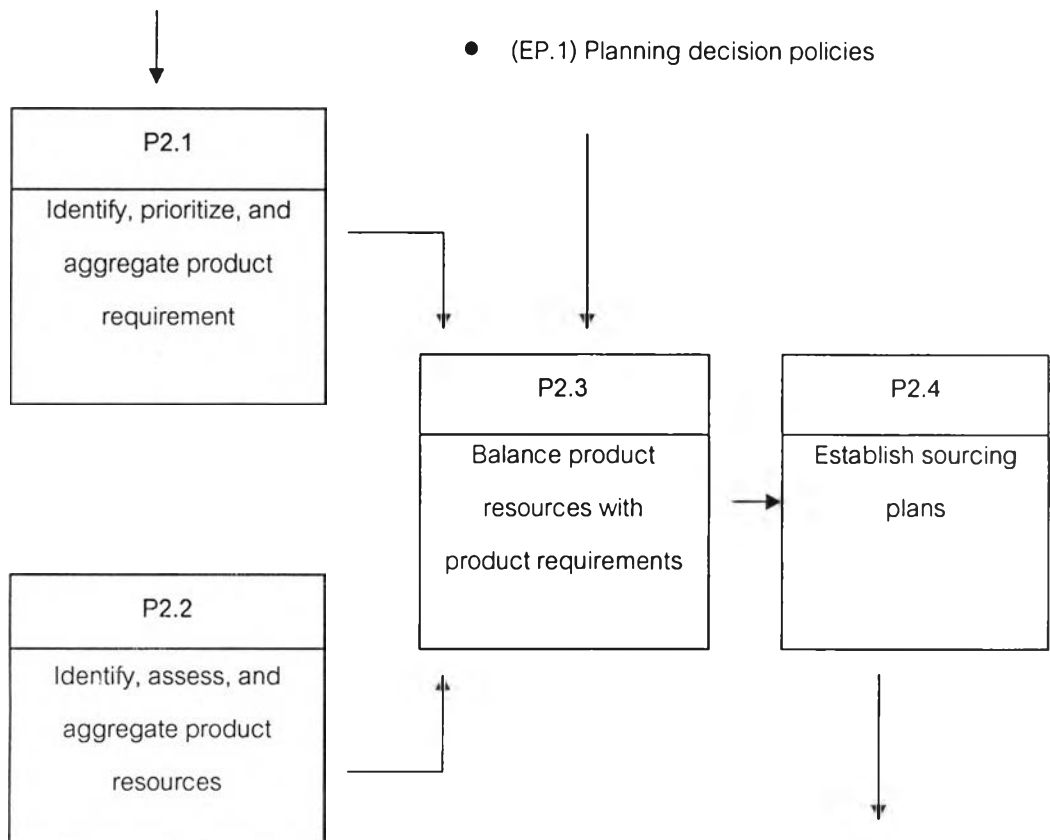 ● (EP.1) Planning decision policies
P2.1
Identify, prioritize, and
aggregate product
requirement
P2.3
Balance product
resources with
product requirements
P2.4
Establish sourcing
plans
P2.2
Identify, assess, and
aggregate product
resources